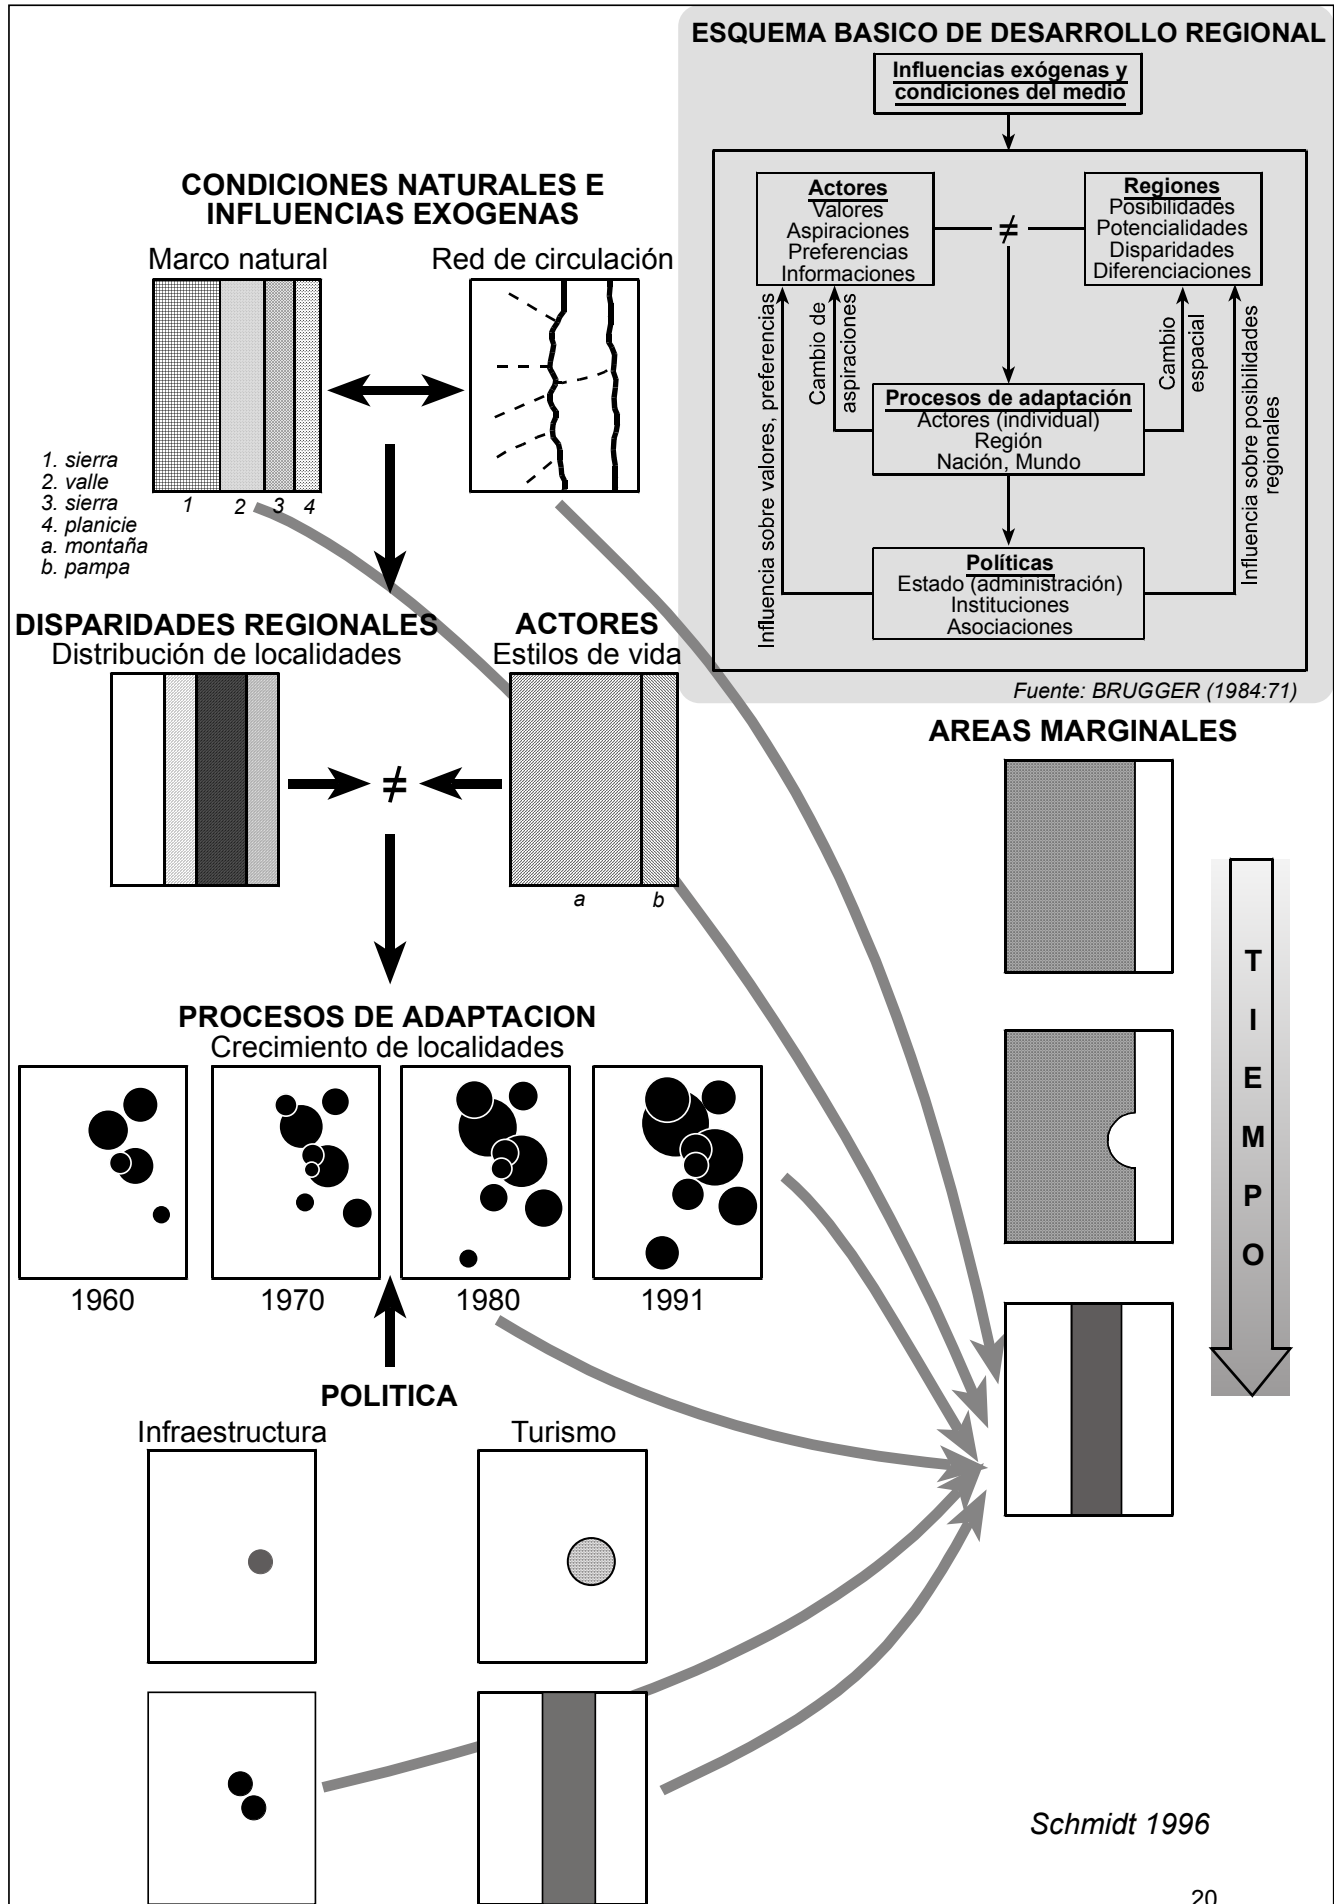 ESQUEMA BASICO DE DESARROLLO REGIONAL
Influencias exógenas y
condiciones del medio
Actores
Valores
Aspiraciones
Preferencias
Informaciones
≠
Regiones
Posibilidades
Potencialidades
Disparidades
Diferenciaciones
Influencia sobre valores, preferencias
Cambio de
aspiraciones
Cambio
espacial
Influencia sobre posibilidades
regionales
Procesos de adaptación
Actores (individual)
Región
Nación, Mundo
Políticas
Estado (administración)
Instituciones
Asociaciones
Fuente: BRUGGER (1984:71)
CONDICIONES NATURALES E
INFLUENCIAS EXOGENAS
Marco natural
Red de circulación
1. sierra
2. valle
3. sierra
4. planicie
a. montaña
b. pampa
1 2 3 4
DISPARIDADES REGIONALES
Distribución de localidades
ACTORES
Estilos de vida
≠
a b
AREAS MARGINALES
TIEMPO
PROCESOS DE ADAPTACION
Crecimiento de localidades
1960 1970 1980 1991
POLITICA
Infraestructura
Turismo
Schmidt 1996
20